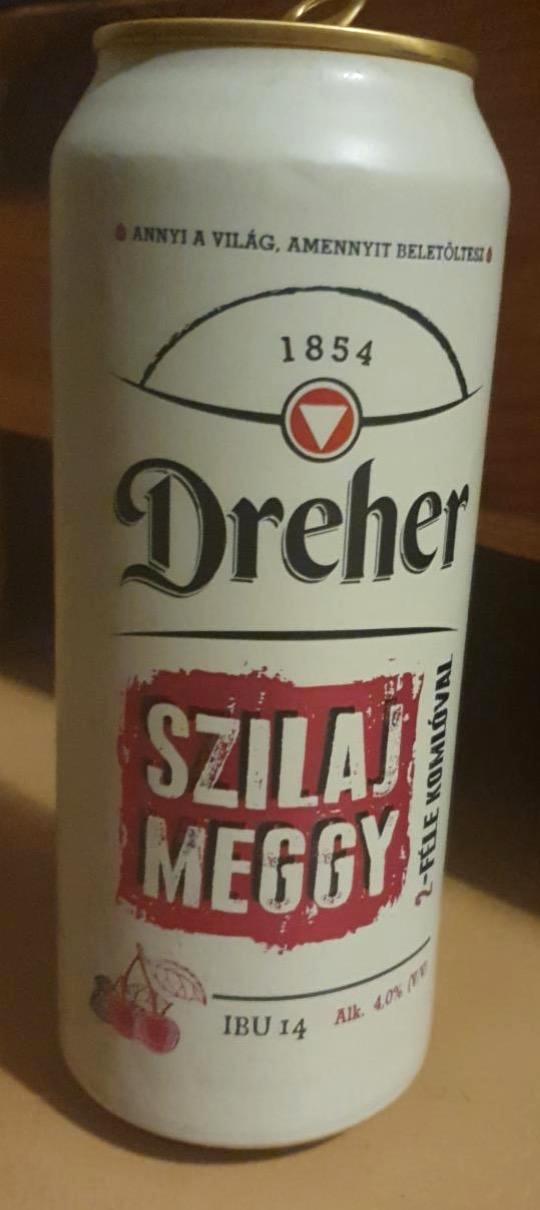 ANNYI A VILÁG, AMENNYIT BELETÖLTESZ
1854
Dreher
SZILAJ
MEGGY
2-FÉLE KOMLÓVAL
IBU 14
Alk. 4,0% (V/V)